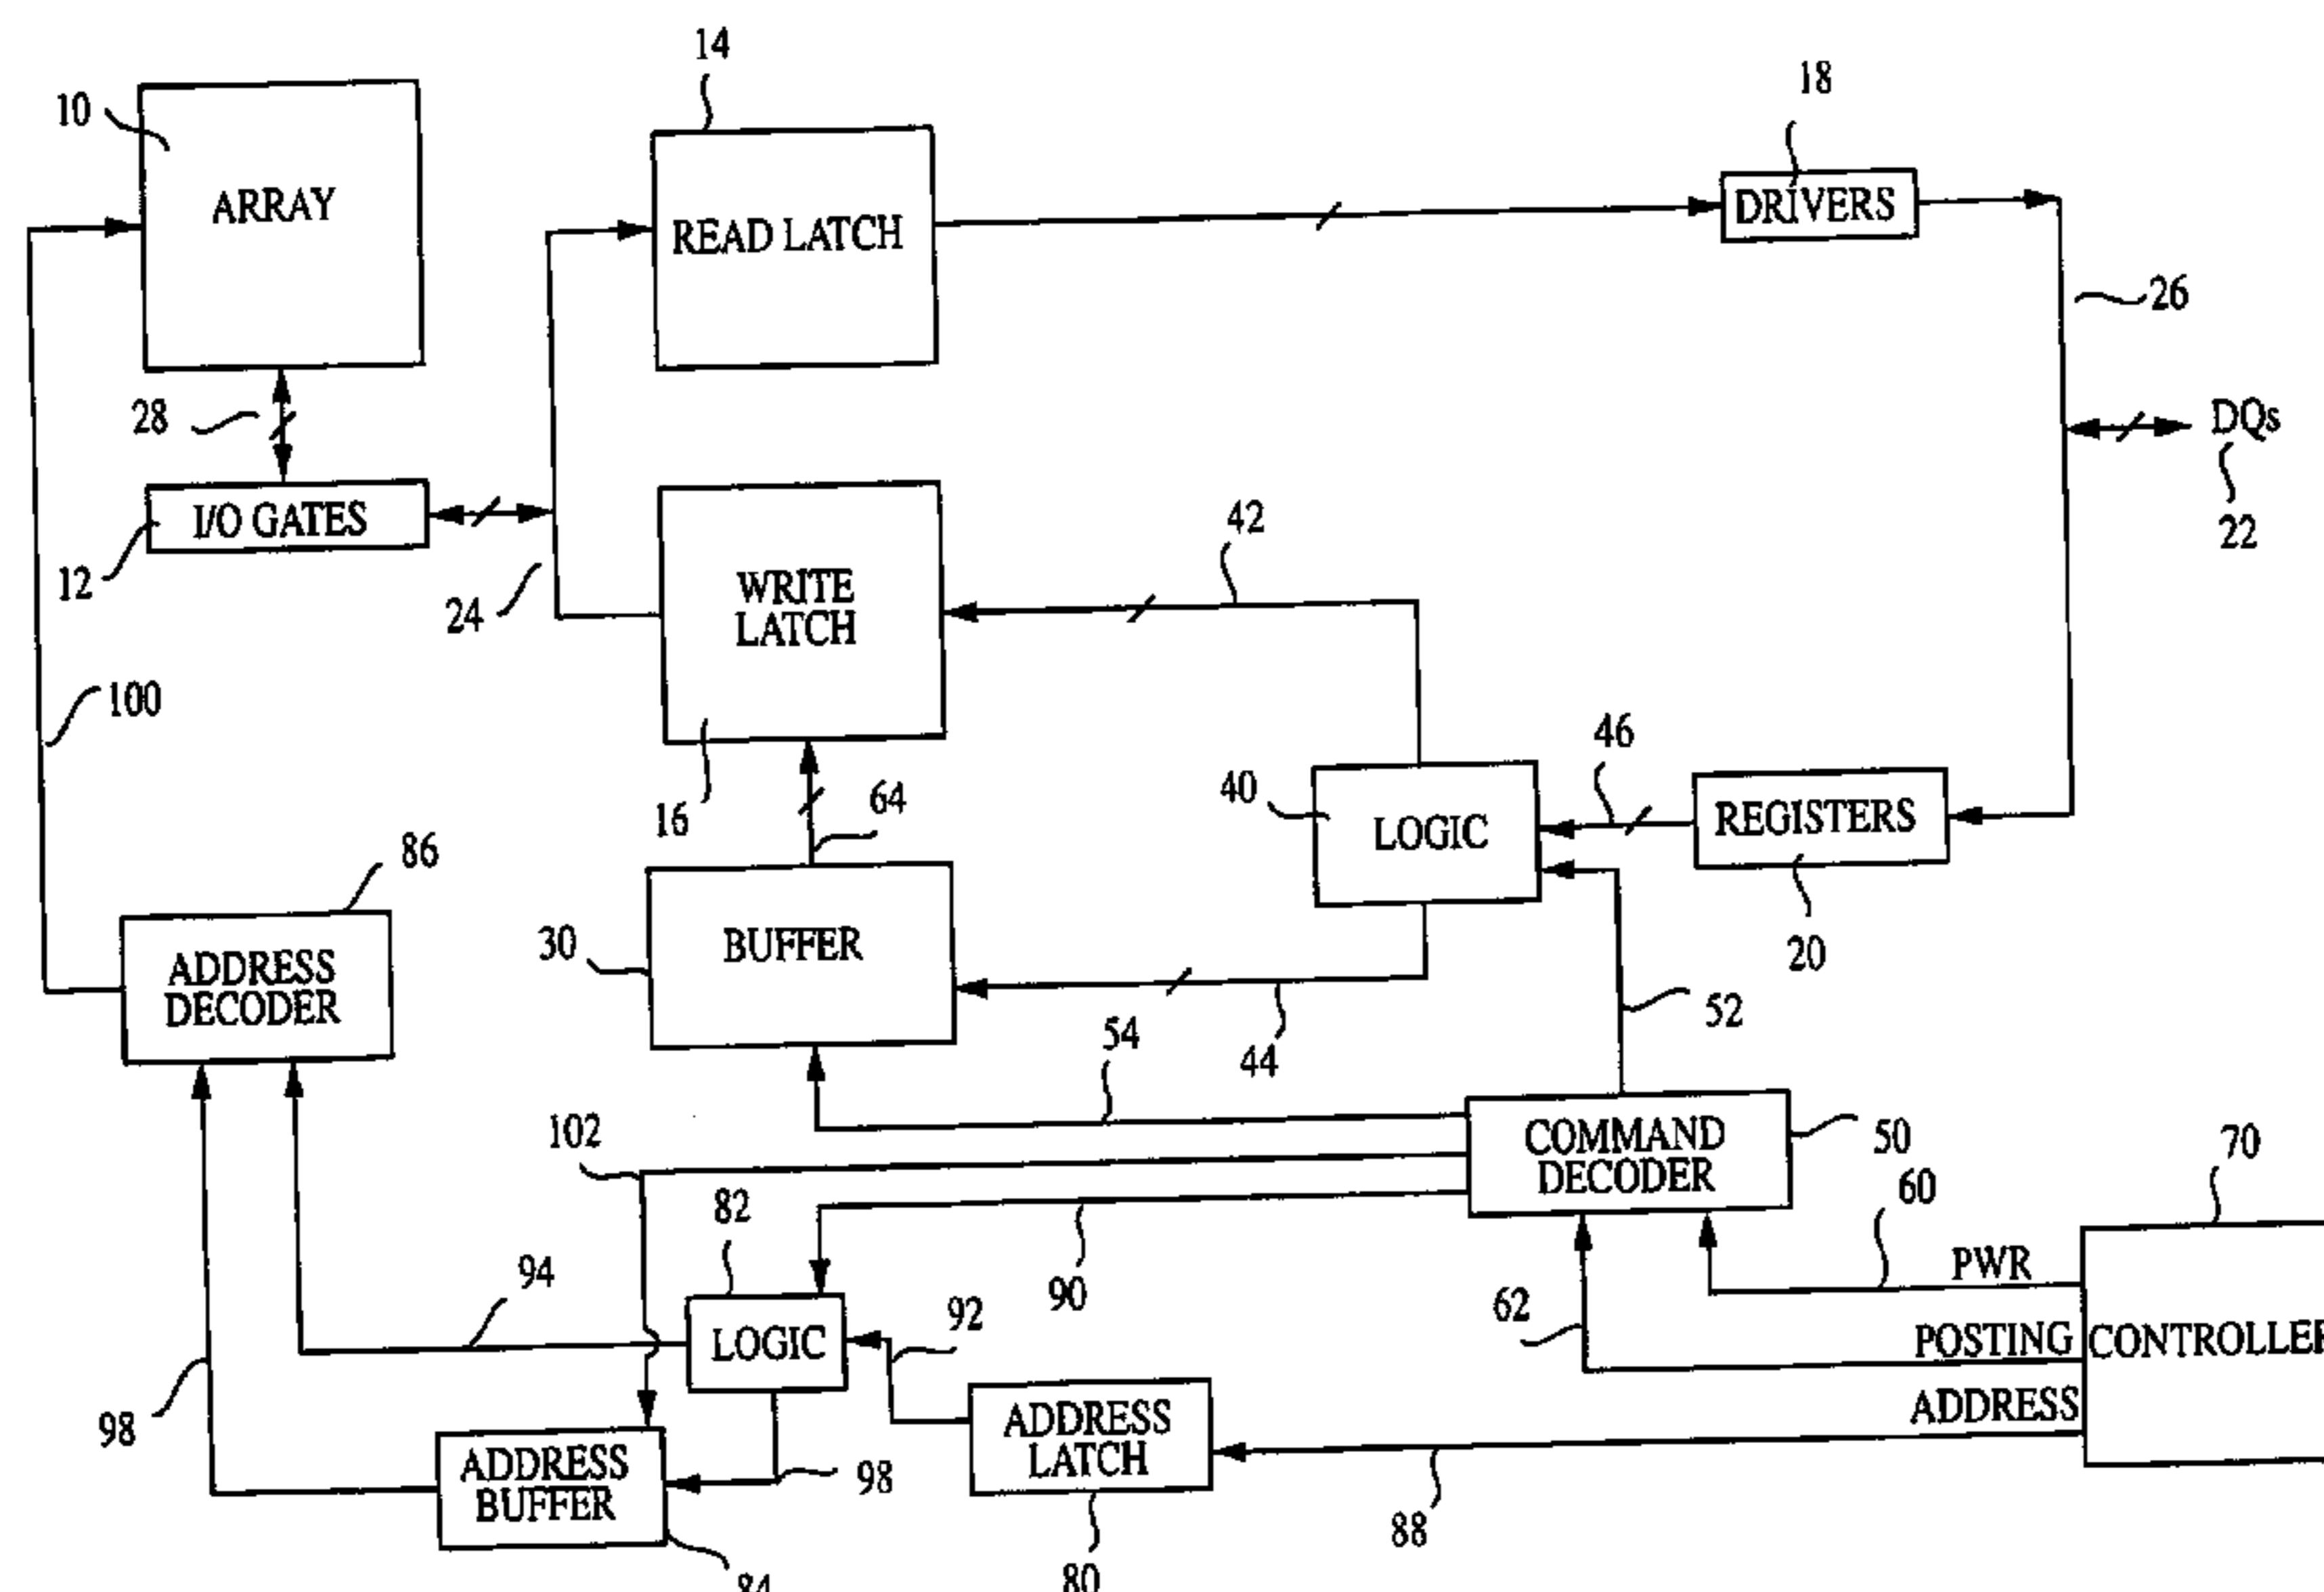 14
18
10
ARRAY
READ LATCH
DRIVERS
26
28
DQs
22
I/O GATES
12
24
42
WRITE
LATCH
100
46
40
LOGIC
REGISTERS
16
64
86
20
30
BUFFER
ADDRESS
DECODER
52
54
44
102
COMMAND
DECODER
50
70
60
82
PWR
94
90
62
92
LOGIC
POSTING
CONTROLLER
ADDRESS
98
ADDRESS
LATCH
ADDRESS
BUFFER
98
88
84
80